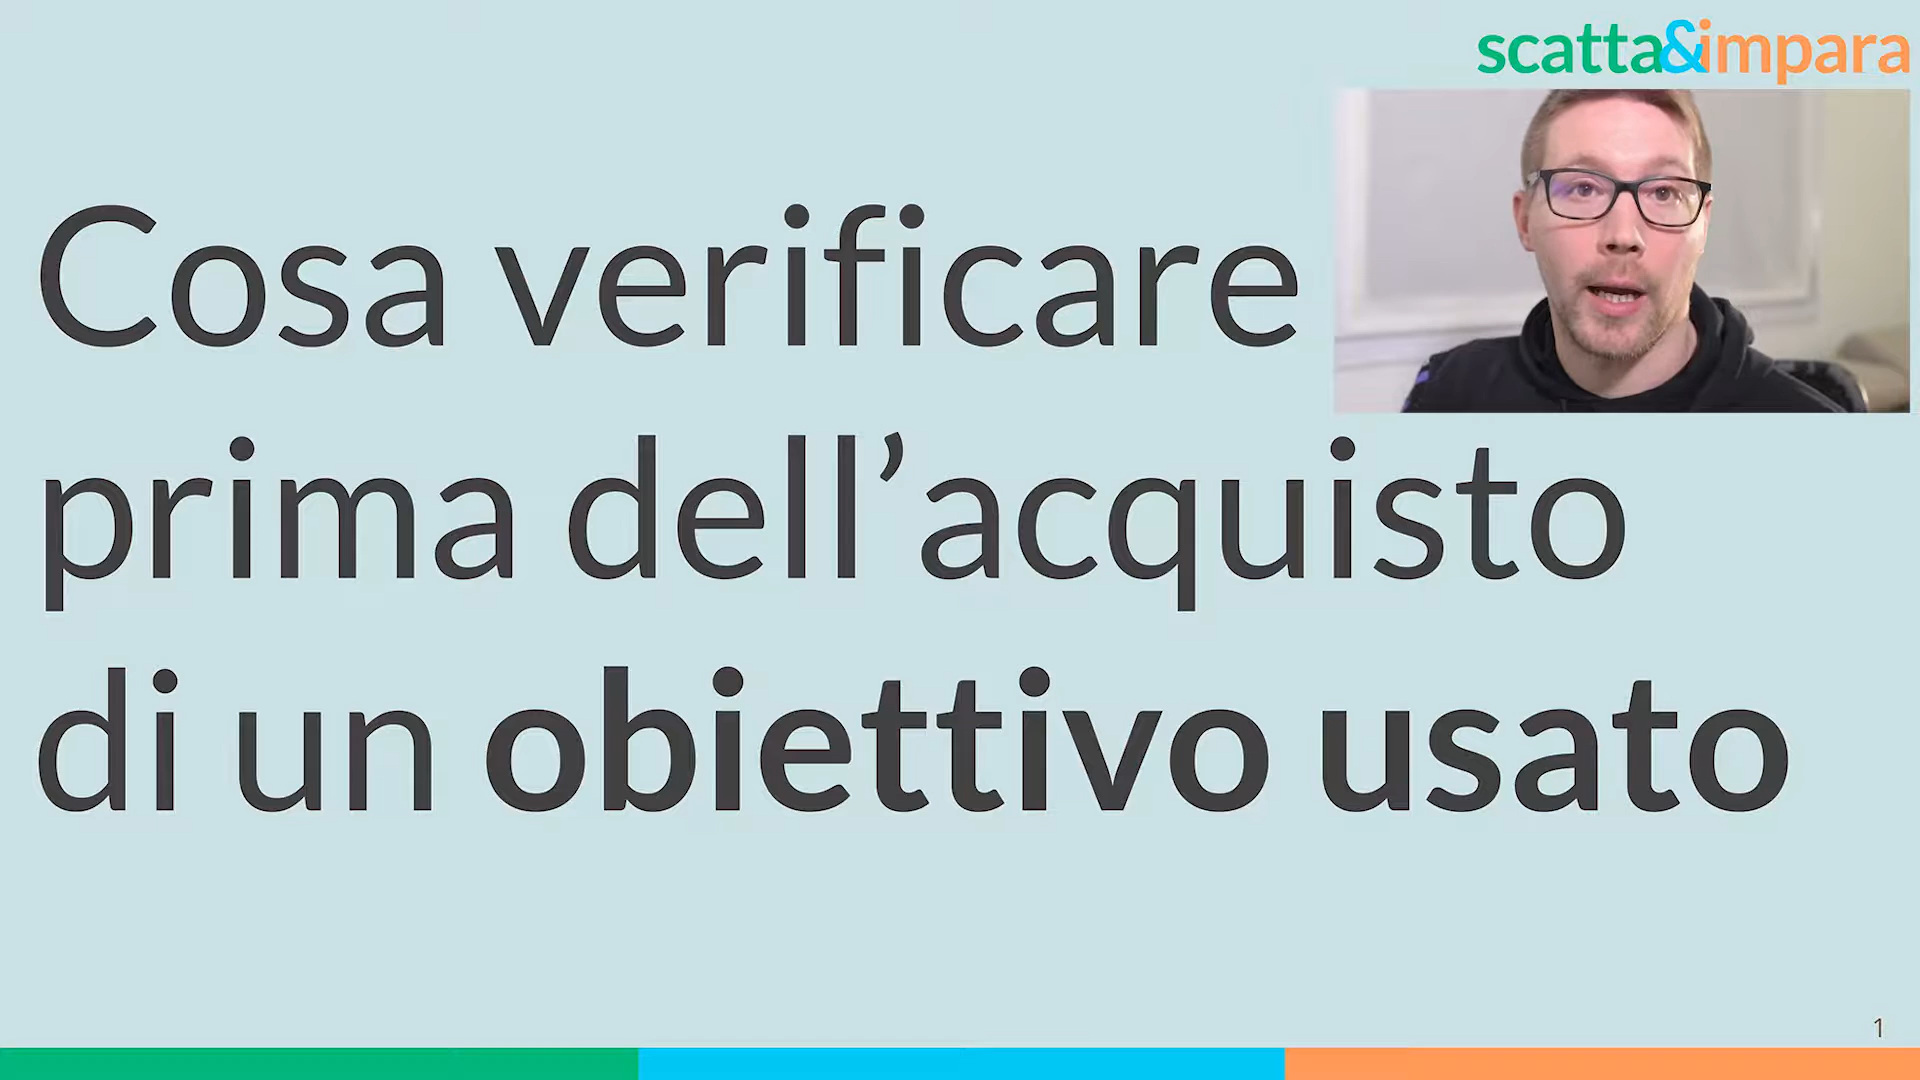 scatta&impara
Cosa verificare
prima dell’acquisto
di un obiettivo usato
1